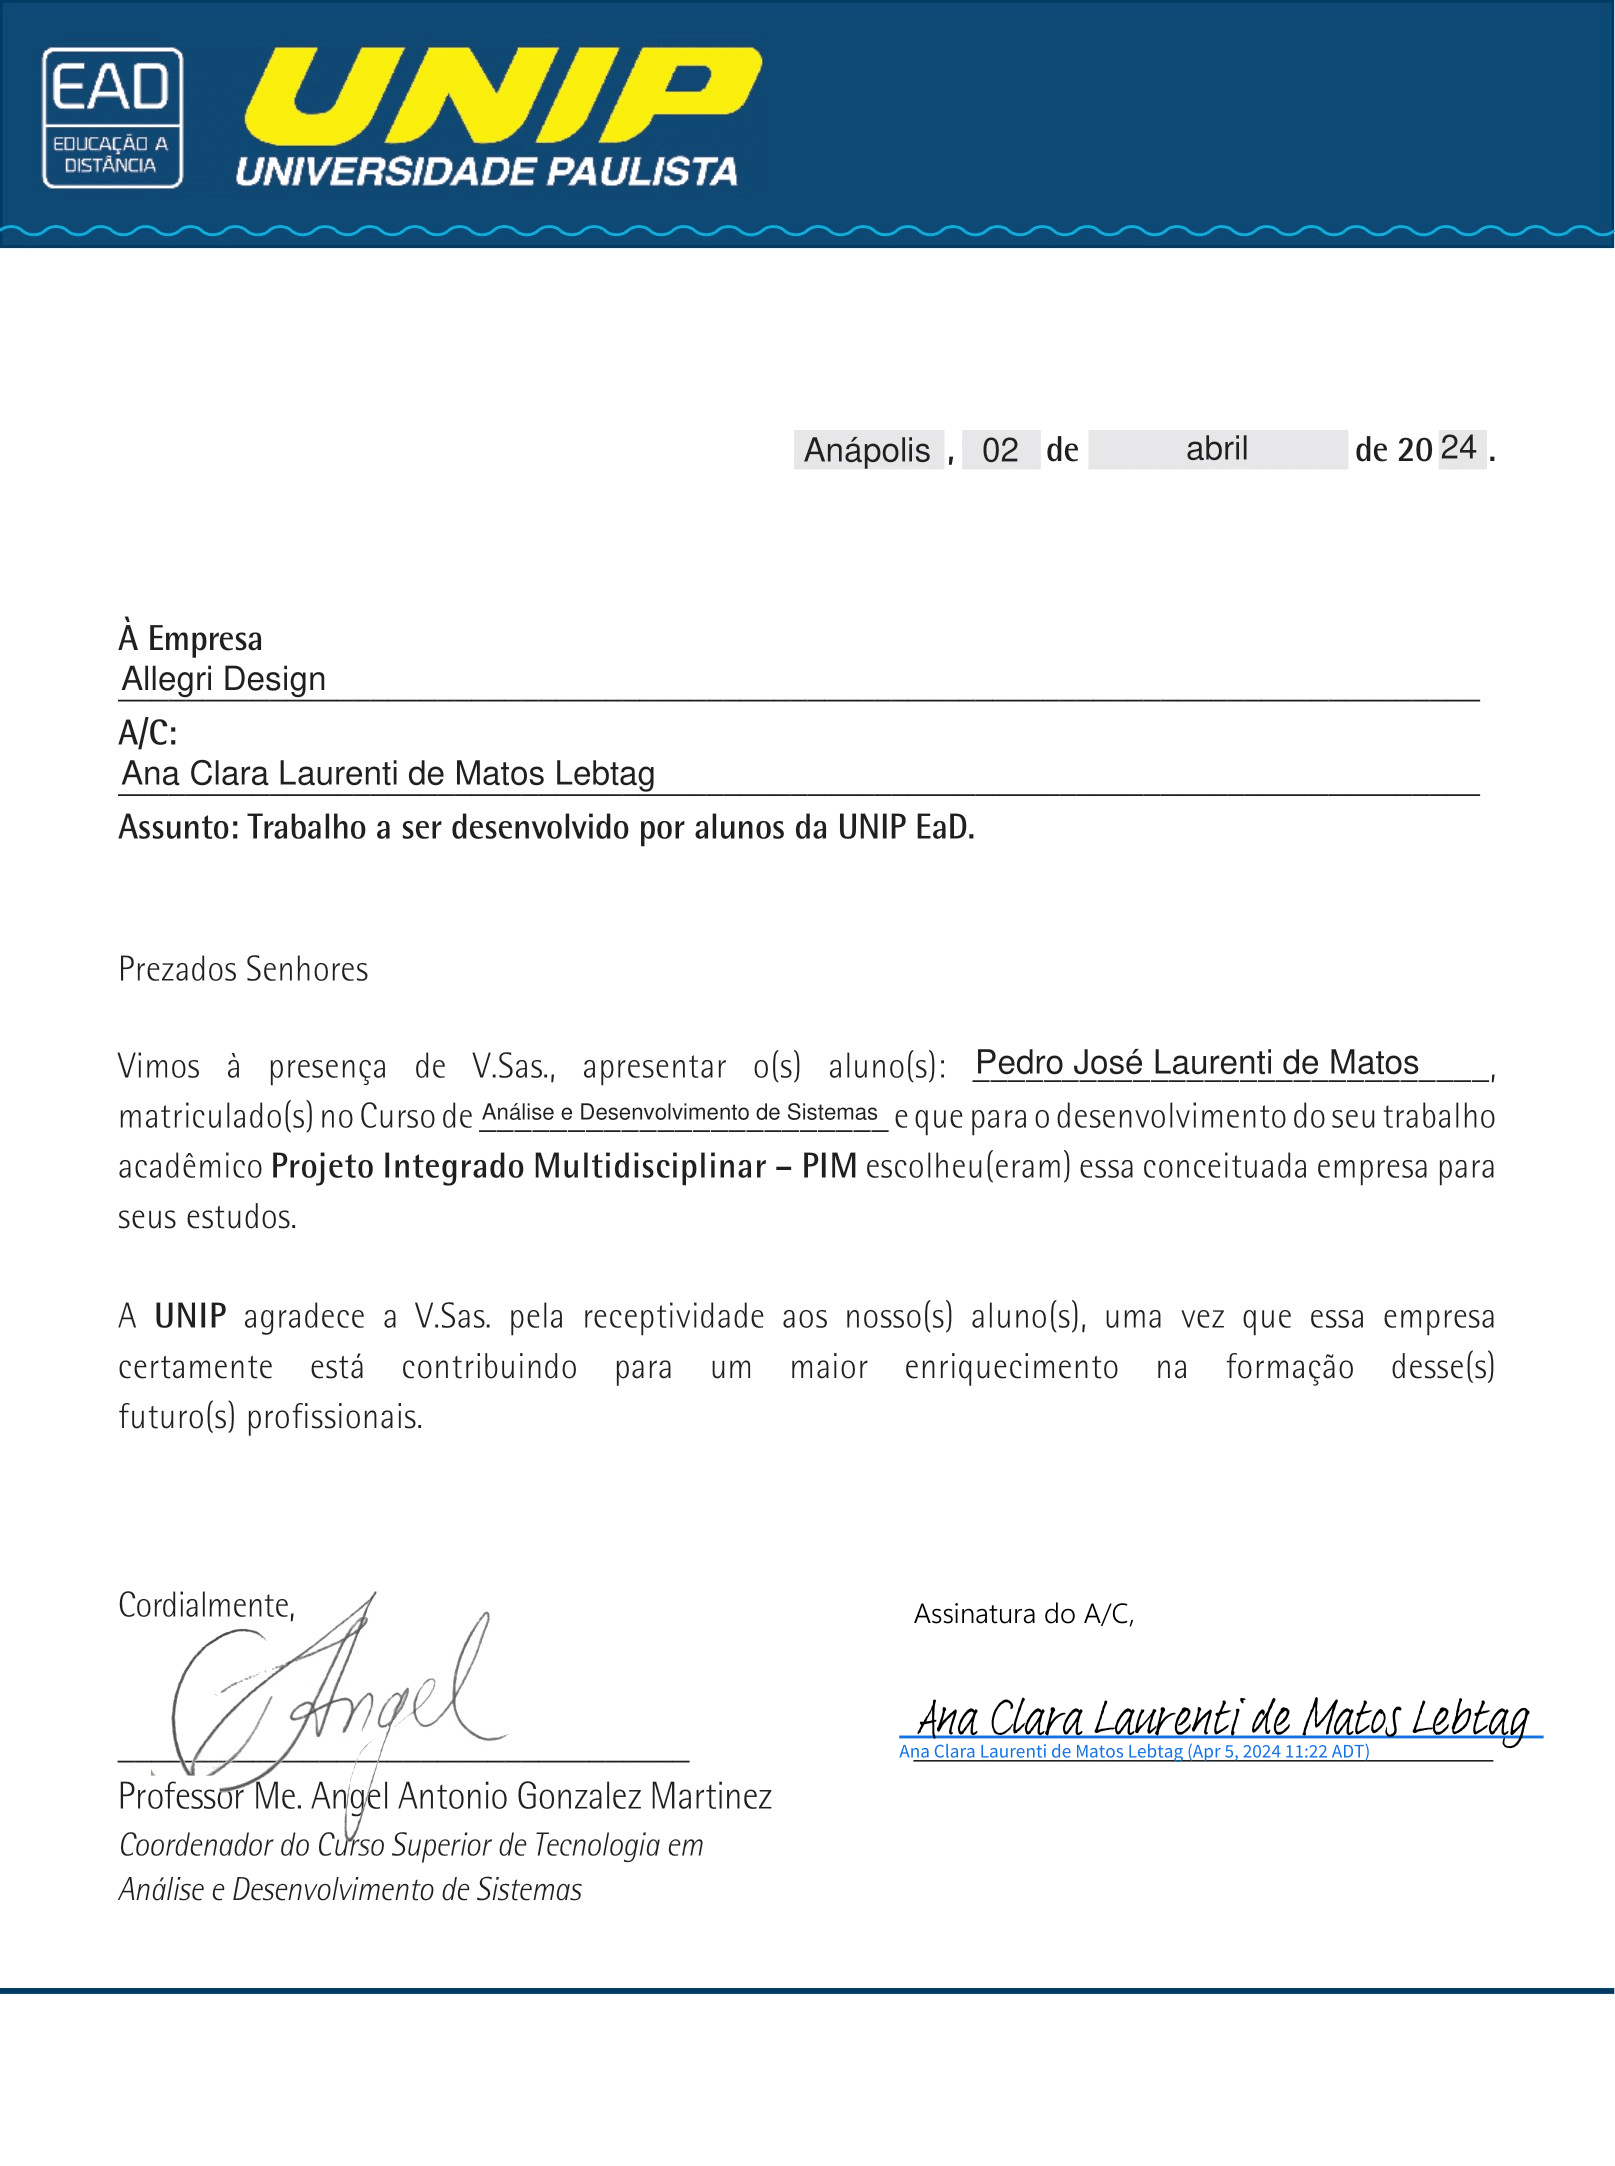 EAD
EDUCAÇÃO A
DISTÂNCIA
UNIP
UNIVERSIDADE PAULISTA
Anápolis, 02 de abril de 2024.
À Empresa
Allegri Design
A/C:
Ana Clara Laurenti de Matos Lebtag
Assunto: Trabalho a ser desenvolvido por alunos da UNIP EaD.
Prezados Senhores
Vimos à presença de V.Sas., apresentar o(s) aluno(s): Pedro José Laurenti de Matos,
matriculado(s) no Curso de Análise e Desenvolvimento de Sistemas e que para o desenvolvimento do seu trabalho
acadêmico Projeto Integrado Multidisciplinar – PIM escolheu(eram) essa conceituada empresa para
seus estudos.
A UNIP agradece a V.Sas. pela receptividade aos nosso(s) aluno(s), uma vez que essa empresa
certamente está contribuindo para um maior enriquecimento na formação desse(s)
futuro(s) profissionais.
Cordialmente,
Angel
Professor Me. Angel Antonio Gonzalez Martinez
Coordenador do Curso Superior de Tecnologia em
Análise e Desenvolvimento de Sistemas
Assinatura do A/C,
Ana Clara Laurenti de Matos Lebtag
Ana Clara Laurenti de Matos Lebtag (Apr 5, 2024 11:22 ADT)